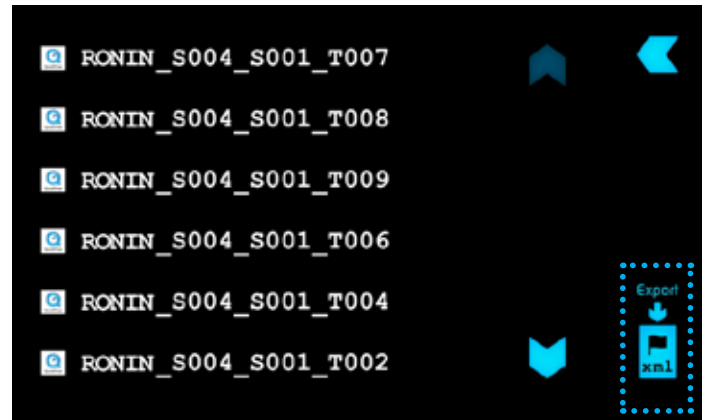 RONIN_S004_S001_T007
RONIN_S004_S001_T008
RONIN_S004_S001_T009
RONIN_S004_S001_T006
RONIN_S004_S001_T004
RONIN_S004_S001_T002
Export
xml